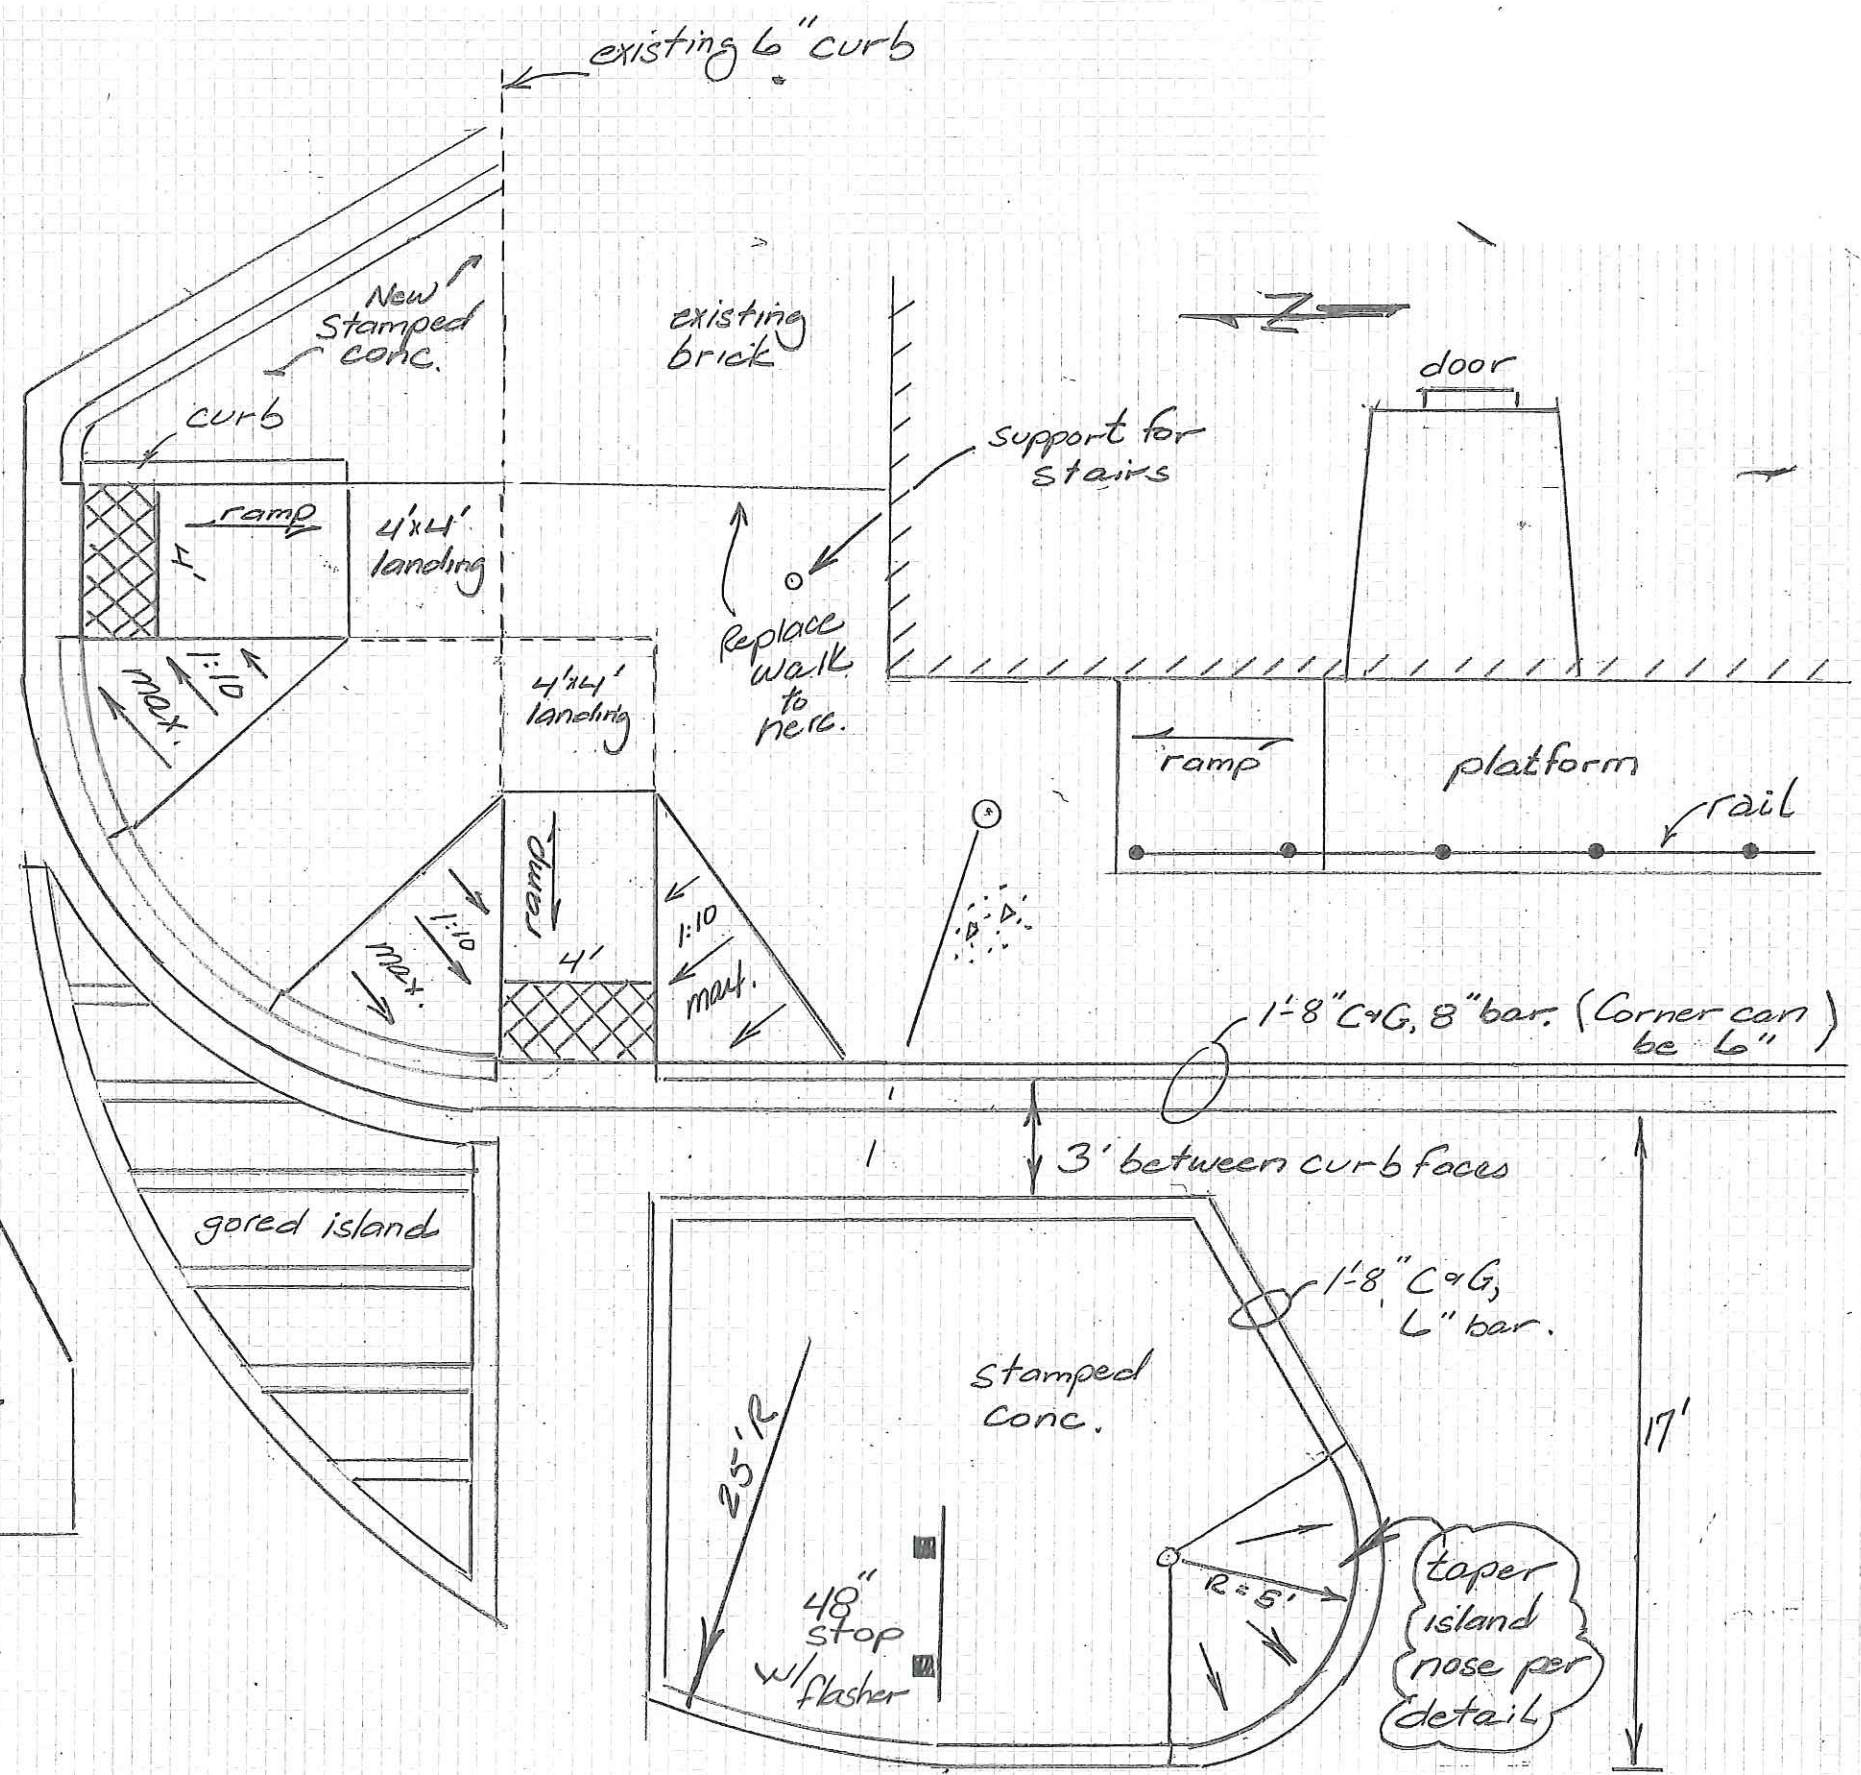 existing 6" curb
New
stamped
conc.
existing
brick
N
door
curb
support for
stairs
ramp
4'
4'x4'
landing
Replace
walk
to
here.
1:10
max.
4'x4'
landing
ramp
platform
rail
ramp
4'
1:10
max.
1:10
max.
1'-8" C&G, 8" bar. (Corner can
be 6")
3' between curb faces
gored island
1'-8" C&G,
6" bar.
stamped
conc.
25' R
17'
48"
stop
w/
flasher
R = 5'
taper
island
nose per
detail